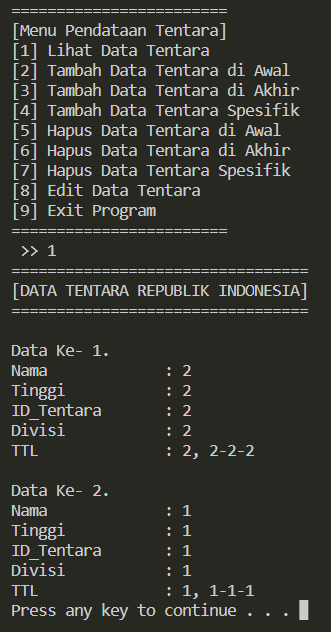 ========================
[Menu Pendataan Tentara]
[1] Lihat Data Tentara
[2] Tambah Data Tentara di Awal
[3] Tambah Data Tentara di Akhir
[4] Tambah Data Tentara Spesifik
[5] Hapus Data Tentara di Awal
[6] Hapus Data Tentara di Akhir
[7] Hapus Data Tentara Spesifik
[8] Edit Data Tentara
[9] Exit Program
========================
 >> 1
=================================
[DATA TENTARA REPUBLIK INDONESIA]
=================================

Data Ke- 1.
Nama             : 2
Tinggi           : 2
ID_Tentara       : 2
Divisi           : 2
TTL              : 2, 2-2-2

Data Ke- 2.
Nama             : 1
Tinggi           : 1
ID_Tentara       : 1
Divisi           : 1
TTL              : 1, 1-1-1
Press any key to continue . . .